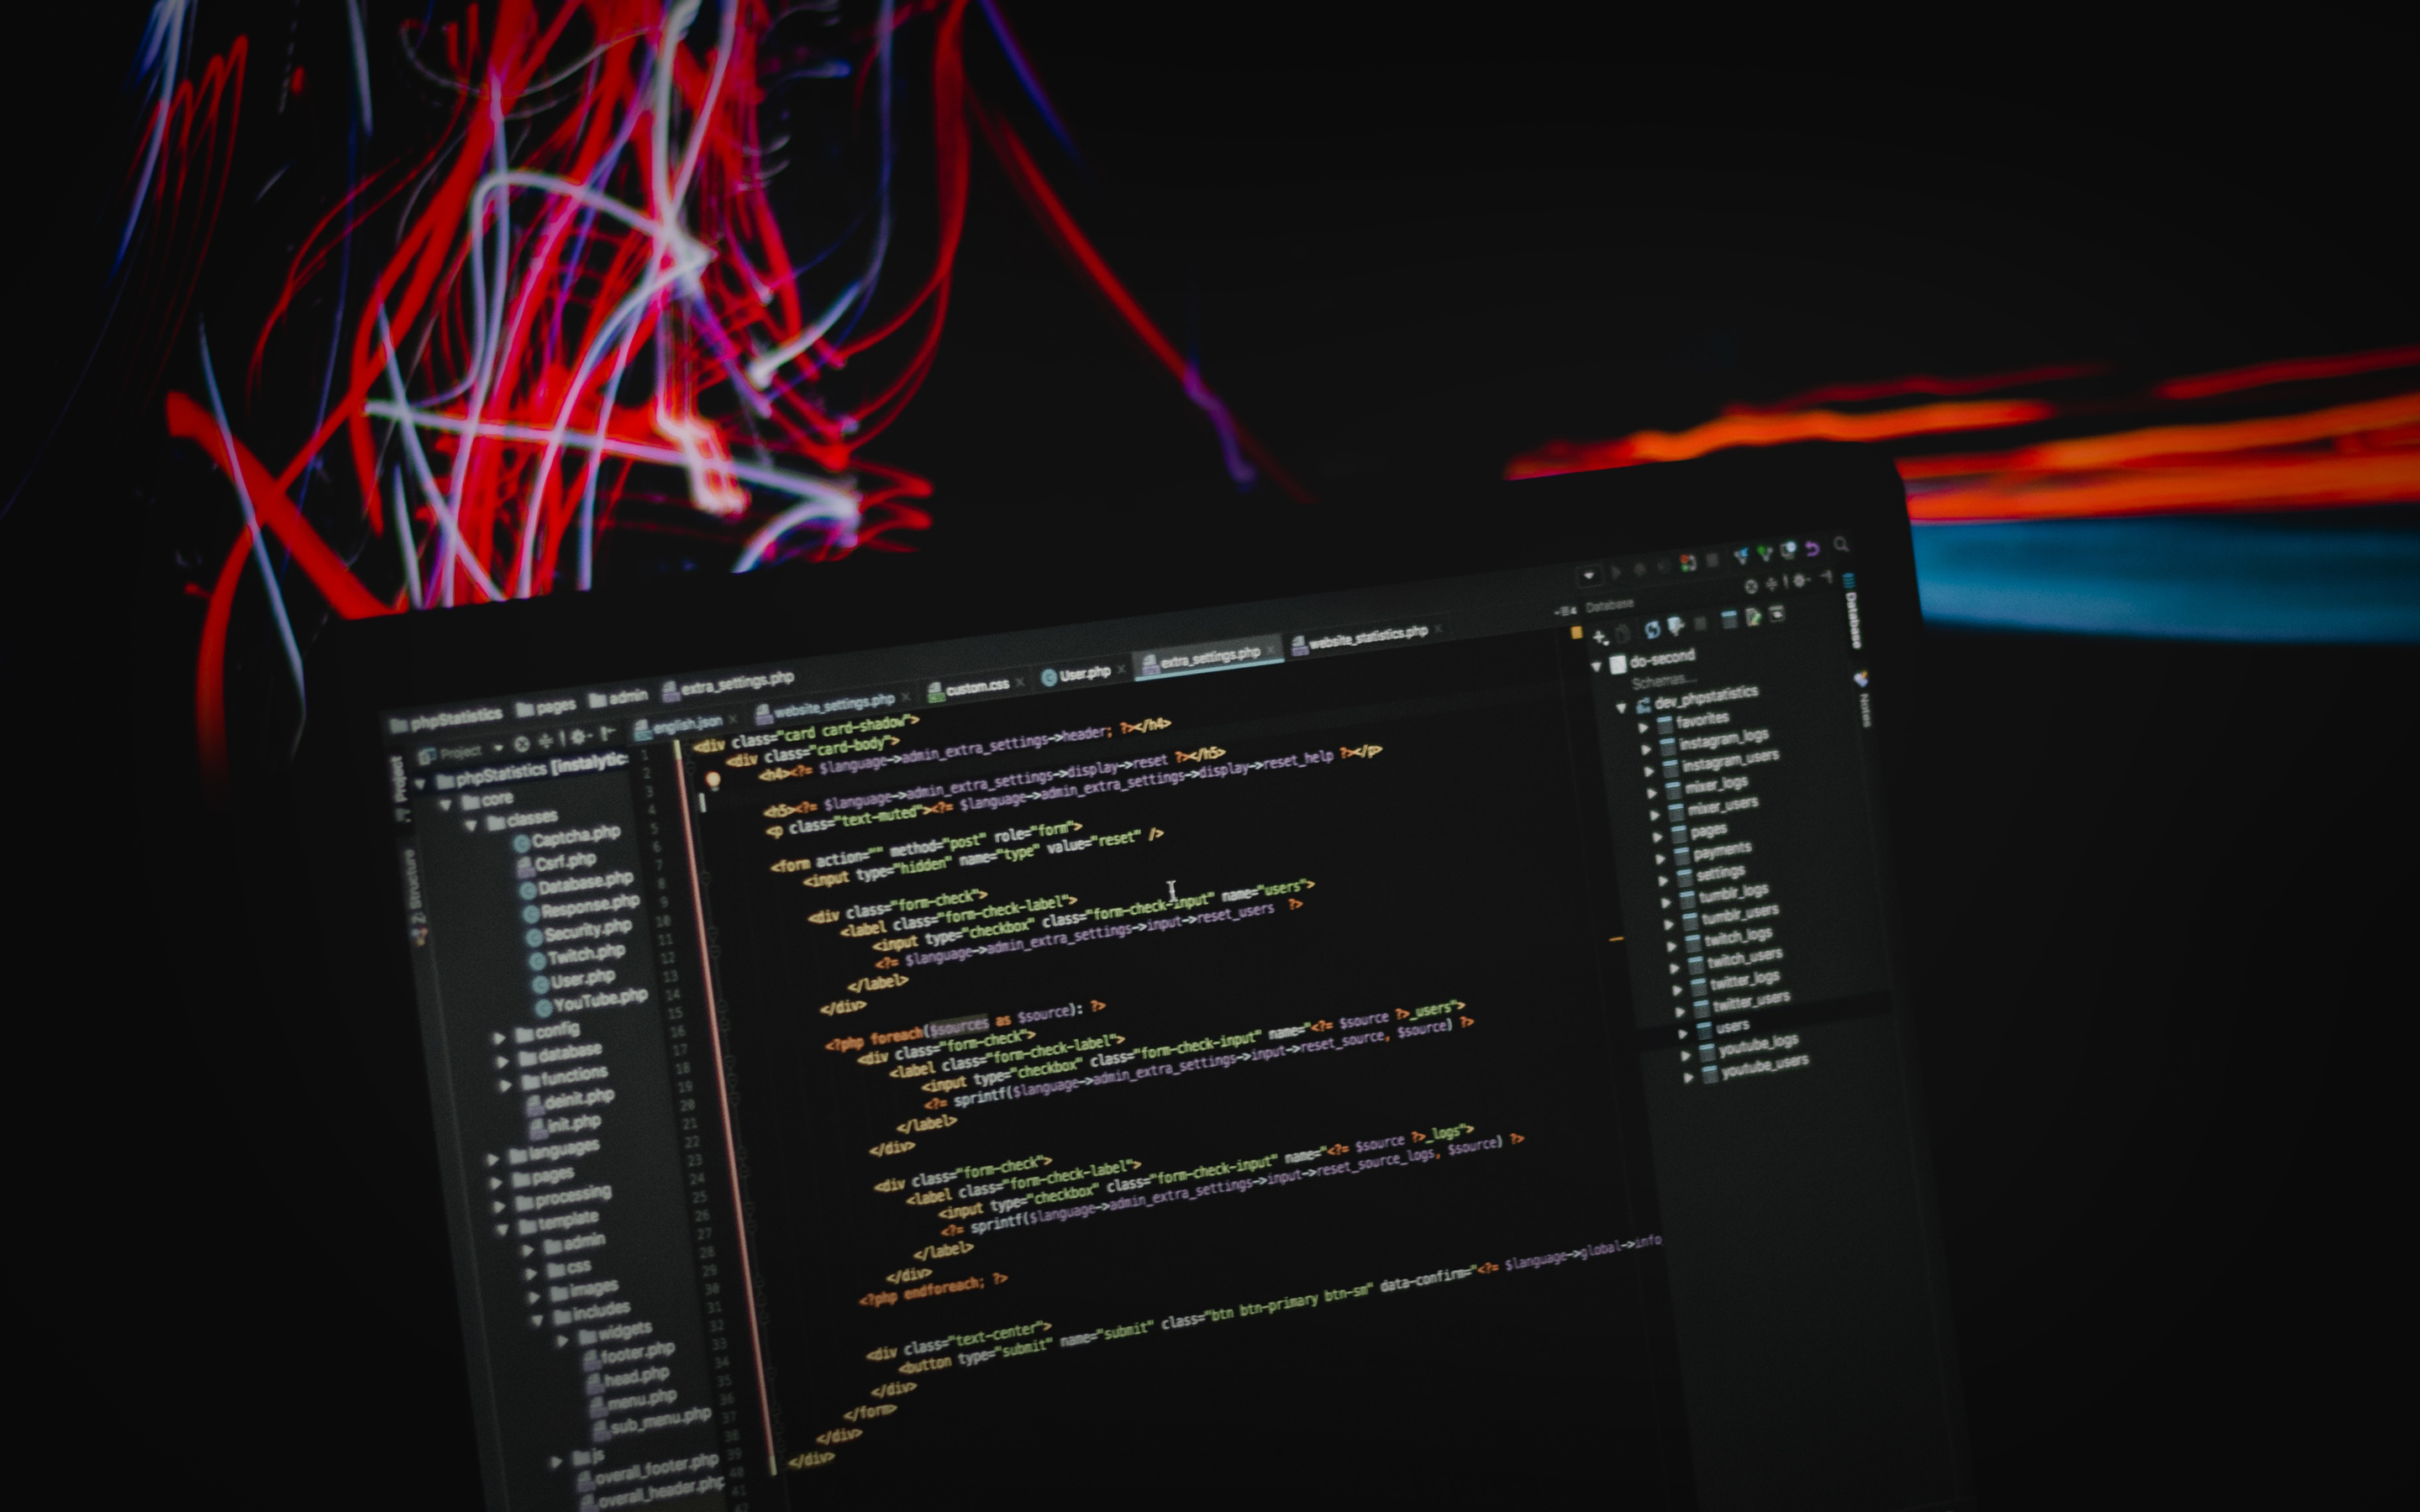 phpStatistics pages admin extra_settings.php
english.json website_settings.php custom.css User.php extra_settings.php website_statistics.php
Project
Project
Z: Structure
phpStatistics [instalytic
core
classes
Captcha.php
Csrf.php
Database.php
Response.php
Security.php
Twitch.php
User.php
YouTube.php
config
database
functions
deinit.php
init.php
languages
pages
processing
template
admin
css
images
includes
widgets
footer.php
head.php
menu.php
sub_menu.php
js
overall_footer.php
overall_header.php
<div class="card card-shadow">
<div class="card-body">
<h4><?= $language->admin_extra_settings->header; ?></h4>
<h5><?= $language->admin_extra_settings->display->reset ?></h5>
<p class="text-muted"><?= $language->admin_extra_settings->display->reset_help ?></p>
<form action="" method="post" role="form">
<input type="hidden" name="type" value="reset" />
<div class="form-check">
<label class="form-check-label">
<input type="checkbox" class="form-check-input" name="users">
<?= $language->admin_extra_settings->input->reset_users ?>
</label>
</div>
<?php foreach($sources as $source): ?>
<div class="form-check">
<label class="form-check-label">
<input type="checkbox" class="form-check-input" name="<?= $source ?>_users">
<?= sprintf($language->admin_extra_settings->input->reset_source, $source) ?>
</label>
</div>
<div class="form-check">
<label class="form-check-label">
<input type="checkbox" class="form-check-input" name="<?= $source ?>_logs">
<?= sprintf($language->admin_extra_settings->input->reset_source_logs, $source) ?>
</label>
</div>
<?php endforeach; ?>
<div class="text-center">
<button type="submit" name="submit" class="btn btn-primary btn-sm" data-confirm="<?= $language->global->info
</div>
</form>
</div>
</div>
Database
do-second
Schemas...
dev_phpstatistics
favorites
instagram_logs
instagram_users
mixer_logs
mixer_users
pages
payments
settings
tumblr_logs
tumblr_users
twitch_logs
twitch_users
twitter_logs
twitter_users
users
youtube_logs
youtube_users
Database
Notes